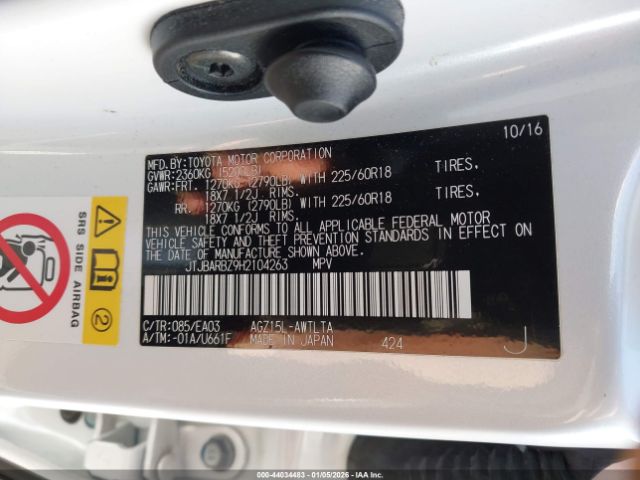 10/16
MFD.BY:TOYOTA MOTOR CORPORATION
GVWR:2360KG (5200LB)
GAWR:FRT. 1270KG (2790LB) WITH 225/60R18 TIRES,
18X7 1/2J RIMS.
RR. 1270KG (2790LB) WITH 225/60R18 TIRES,
18X7 1/2J RIMS.
THIS VEHICLE CONFORMS TO ALL APPLICABLE FEDERAL MOTOR
VEHICLE SAFETY AND THEFT PREVENTION STANDARDS IN EFFECT ON
THE DATE OF MANUFACTURE SHOWN ABOVE.
JTJBARBZ9H2104263 MPV
C/TR:085/EA03 AGZ15L-AWTLTA
A/TM:-01A/U661F MADE IN JAPAN 424 J
SRS SIDE AIRBAG
2
000-44034483 - 01/05/2026 - IAA